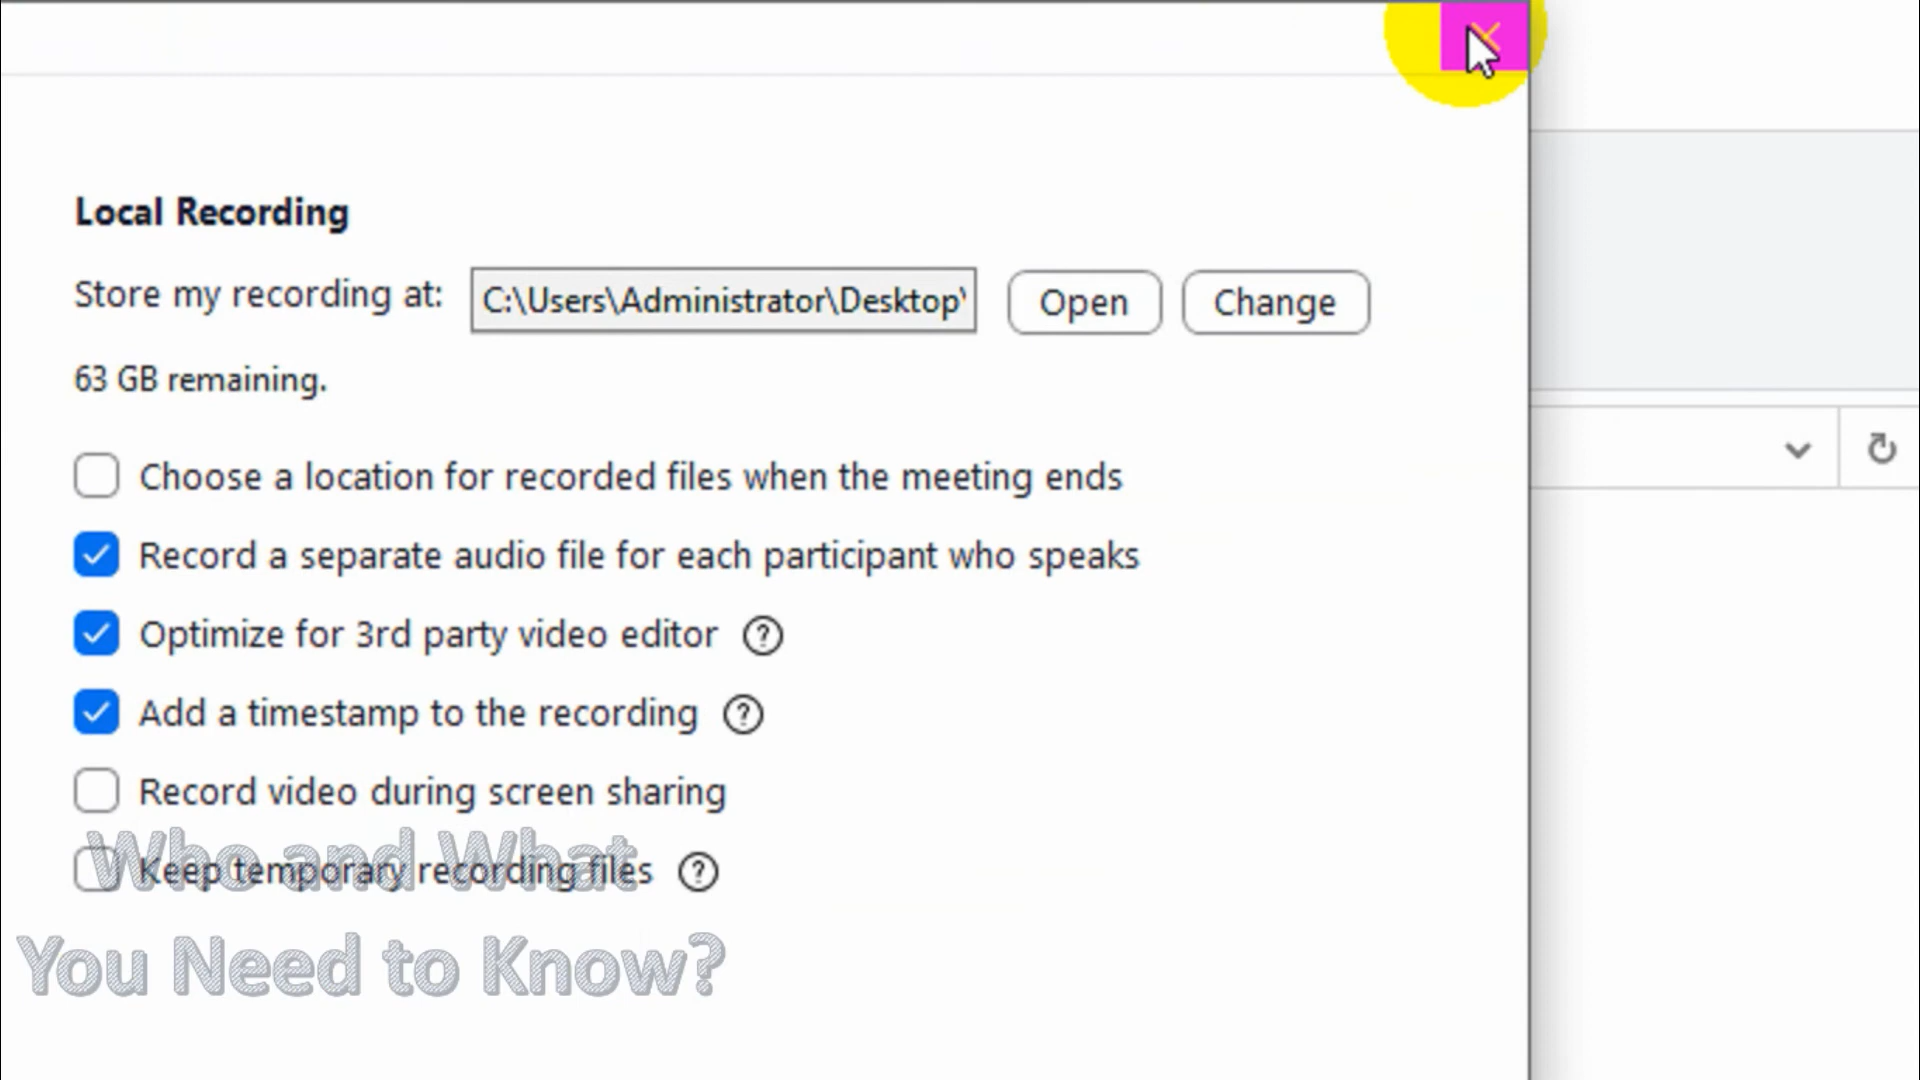 Local Recording
Store my recording at: C:\Users\Administrator\Desktop\ Open Change
63 GB remaining.
Choose a location for recorded files when the meeting ends
Record a separate audio file for each participant who speaks
Optimize for 3rd party video editor ?
Add a timestamp to the recording ?
Record video during screen sharing
Keep temporary recording files ?
Who and What
You Need to Know?